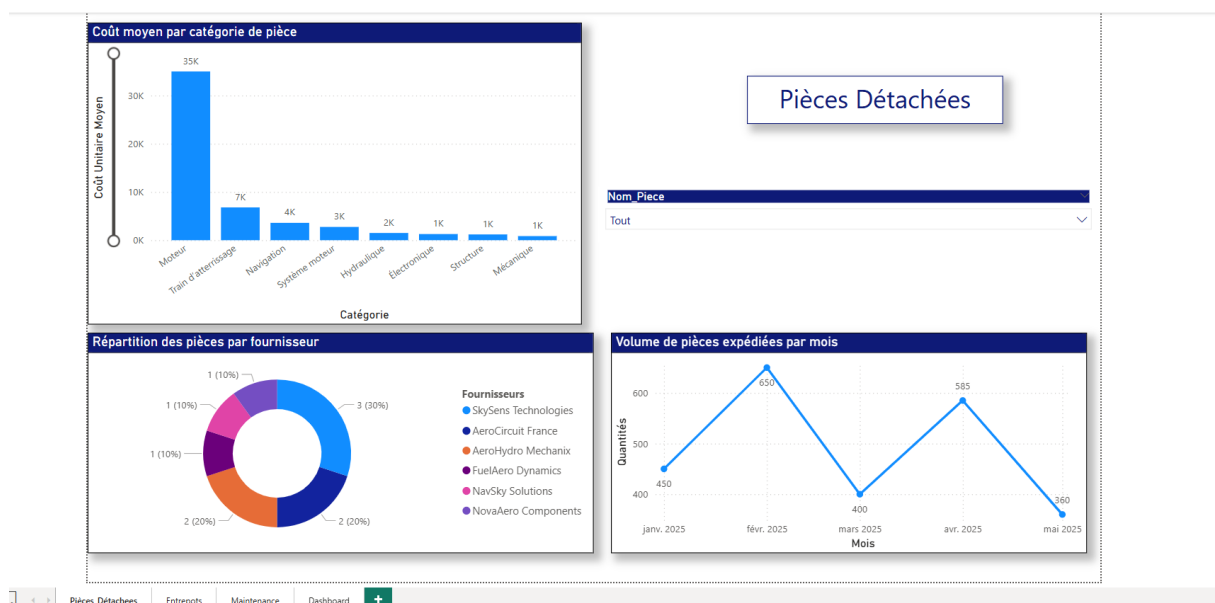 Coût moyen par catégorie de pièce
Coût Unitaire Moyen
30K
20K
10K
0K
35K
7K
4K
3K
2K
1K
1K
1K
Moteur
Train d'atterrissage
Navigation
Système moteur
Hydraulique
Électronique
Structure
Mécanique
Catégorie
Pièces Détachées
Nom_Piece
Tout
Répartition des pièces par fournisseur
1 (10%)
1 (10%)
1 (10%)
2 (20%)
2 (20%)
3 (30%)
Fournisseurs
SkySens Technologies
AeroCircuit France
AeroHydro Mechanix
FuelAero Dynamics
NavSky Solutions
NovaAero Components
Volume de pièces expédiées par mois
Quantités
600
500
400
450
650
400
585
360
janv. 2025
févr. 2025
mars 2025
avr. 2025
mai 2025
Mois
Pièces_Détachees
Entrepots
Maintenance
Dashboard
+